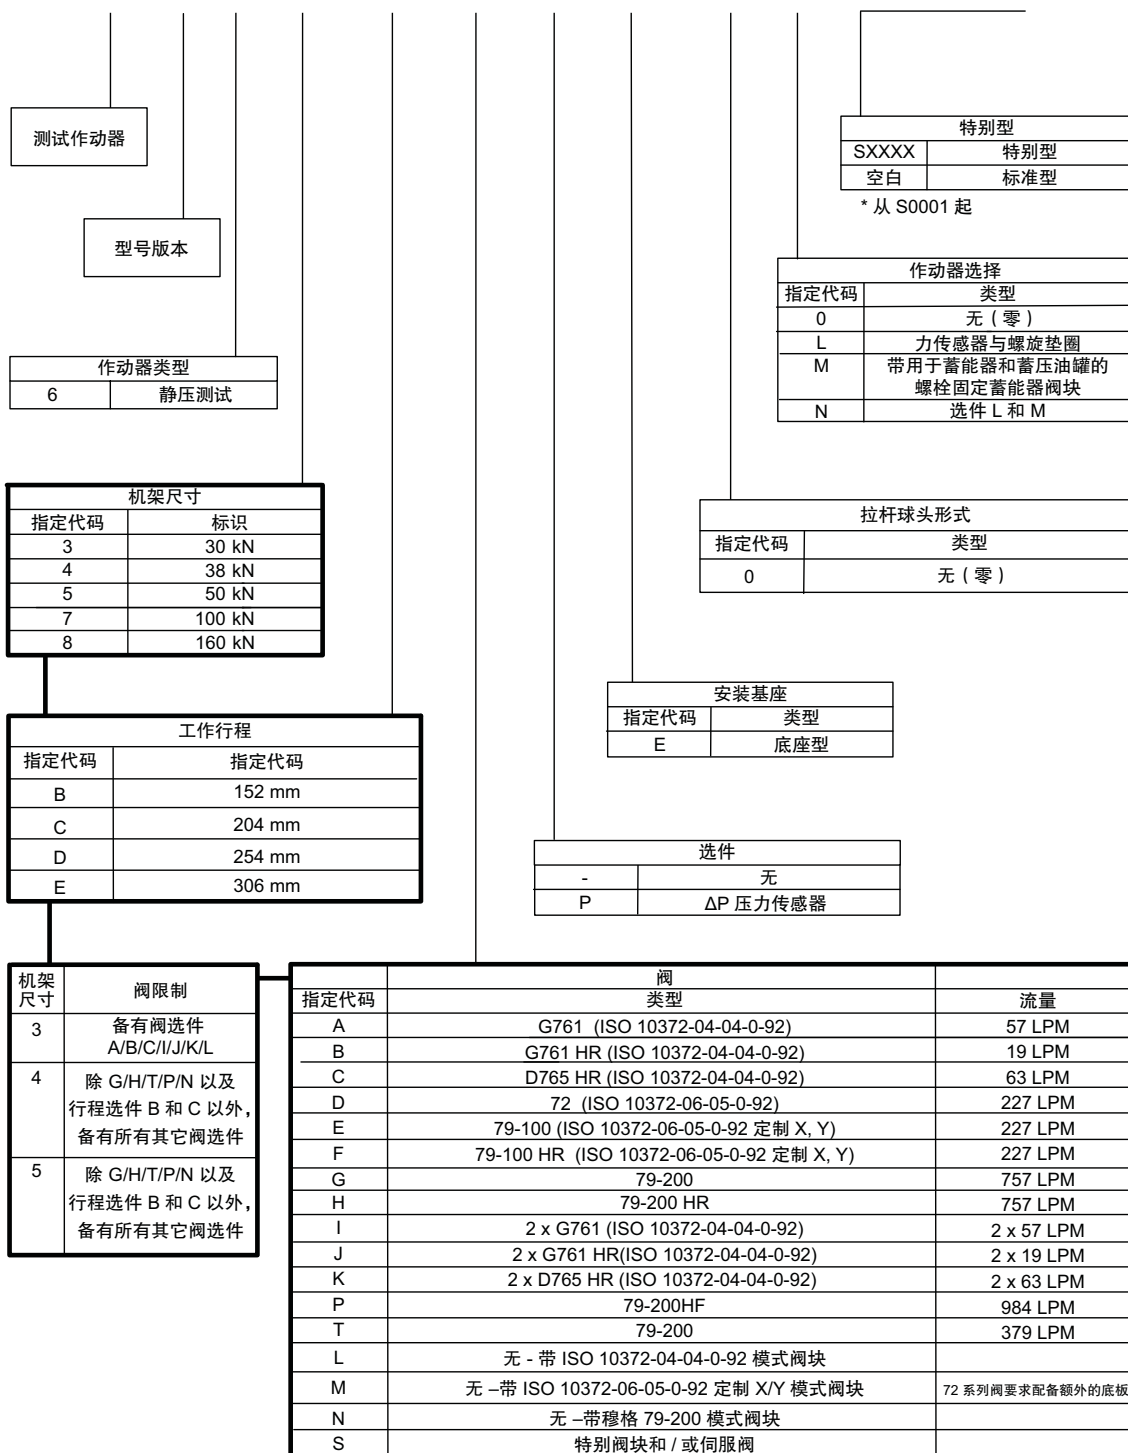 测试作动器
型号版本
特别型
SXXXX 特别型
空白 标准型
* 从 S0001 起
作动器选择
指定代码 类型
0 无 ( 零 )
L 力传感器与螺旋垫圈
M 带用于蓄能器和蓄压油罐的
螺栓固定蓄能器阀块
N 选件 L 和 M
作动器类型
6 静压测试
机架尺寸
指定代码 标识
3 30 kN
4 38 kN
5 50 kN
7 100 kN
8 160 kN
拉杆球头形式
指定代码 类型
0 无 ( 零 )
安装基座
指定代码 类型
E 底座型
工作行程
指定代码 指定代码
B 152 mm
C 204 mm
D 254 mm
E 306 mm
选件
- 无
P ΔP 压力传感器
机架
尺寸 阀限制
3 备有阀选件
A/B/C/I/J/K/L
4 除 G/H/T/P/N 以及
行程选件 B 和 C 以外，
备有所有其它阀选件
5 除 G/H/T/P/N 以及
行程选件 B 和 C 以外，
备有所有其它阀选件
阀
指定代码 类型 流量
A G761 (ISO 10372-04-04-0-92) 57 LPM
B G761 HR (ISO 10372-04-04-0-92) 19 LPM
C D765 HR (ISO 10372-04-04-0-92) 63 LPM
D 72 (ISO 10372-06-05-0-92) 227 LPM
E 79-100 (ISO 10372-06-05-0-92 定制 X, Y) 227 LPM
F 79-100 HR (ISO 10372-06-05-0-92 定制 X, Y) 227 LPM
G 79-200 757 LPM
H 79-200 HR 757 LPM
I 2 x G761 (ISO 10372-04-04-0-92) 2 x 57 LPM
J 2 x G761 HR(ISO 10372-04-04-0-92) 2 x 19 LPM
K 2 x D765 HR (ISO 10372-04-04-0-92) 2 x 63 LPM
P 79-200HF 984 LPM
T 79-200 379 LPM
L 无 - 带 ISO 10372-04-04-0-92 模式阀块
M 无 –带 ISO 10372-06-05-0-92 定制 X/Y 模式阀块 72 系列阀要求配备额外的底板
N 无 –带穆格 79-200 模式阀块
S 特别阀块和 / 或伺服阀